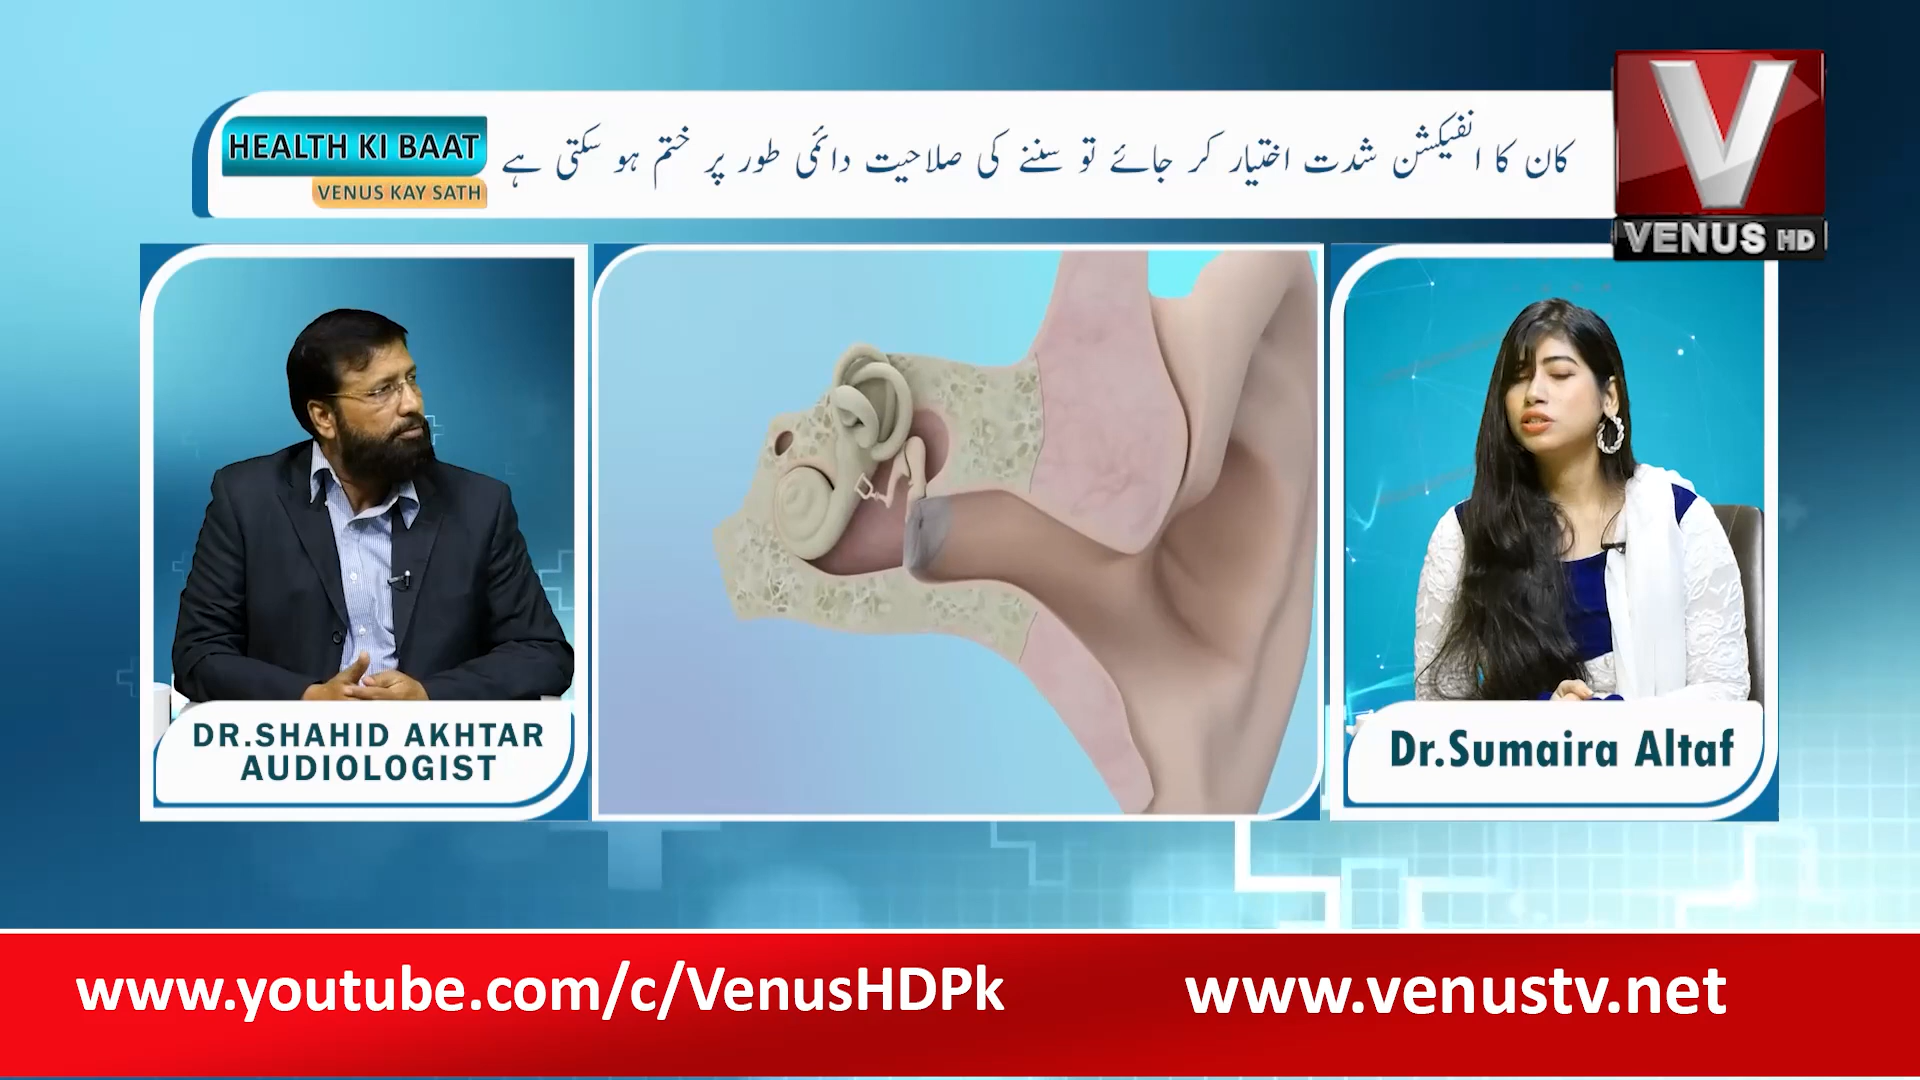 HEALTH KI BAAT
VENUS KAY SATH
کان کا انفیکشن شدت اختیار کر جائے تو سننے کی صلاحیت دائمی طور پر ختم ہو سکتی ہے
V
VENUS HD
DR.SHAHID AKHTAR
AUDIOLOGIST
Dr.Sumaira Altaf
www.youtube.com/c/VenusHDPk
www.venustv.net